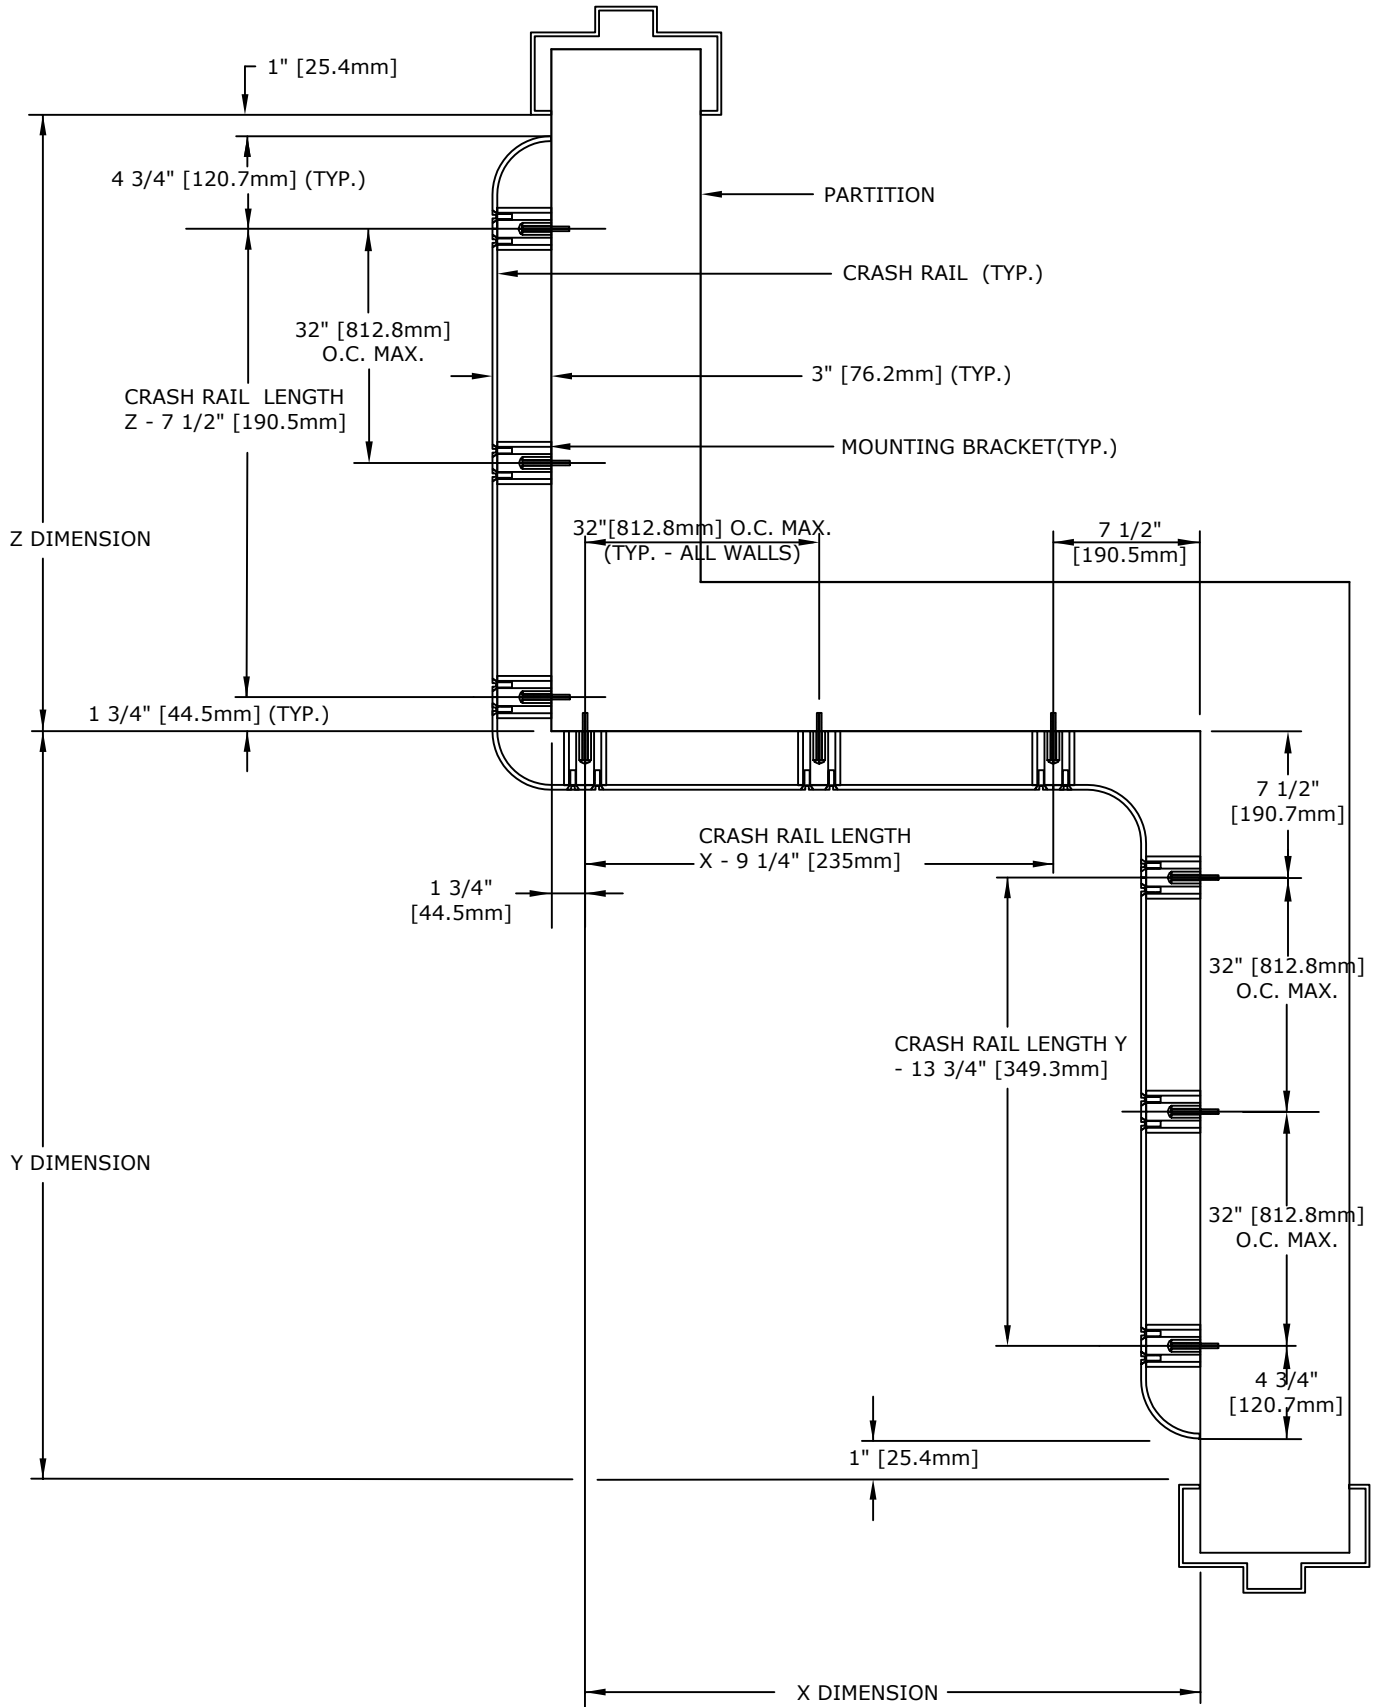 1" [25.4mm]
4 3/4" [120.7mm] (TYP.)
PARTITION
CRASH RAIL  (TYP.)
32" [812.8mm]
O.C. MAX.
3" [76.2mm] (TYP.)
CRASH RAIL  LENGTH
Z - 7 1/2" [190.5mm]
MOUNTING BRACKET(TYP.)
Z DIMENSION
32"[812.8mm] O.C. MAX.
(TYP. - ALL WALLS)
7 1/2"
[190.5mm]
1 3/4" [44.5mm] (TYP.)
7 1/2"
[190.7mm]
CRASH RAIL LENGTH
X - 9 1/4" [235mm]
1 3/4"
[44.5mm]
32" [812.8mm]
O.C. MAX.
CRASH RAIL LENGTH Y
- 13 3/4" [349.3mm]
Y DIMENSION
32" [812.8mm]
O.C. MAX.
4 3/4"
[120.7mm]
1" [25.4mm]
X DIMENSION